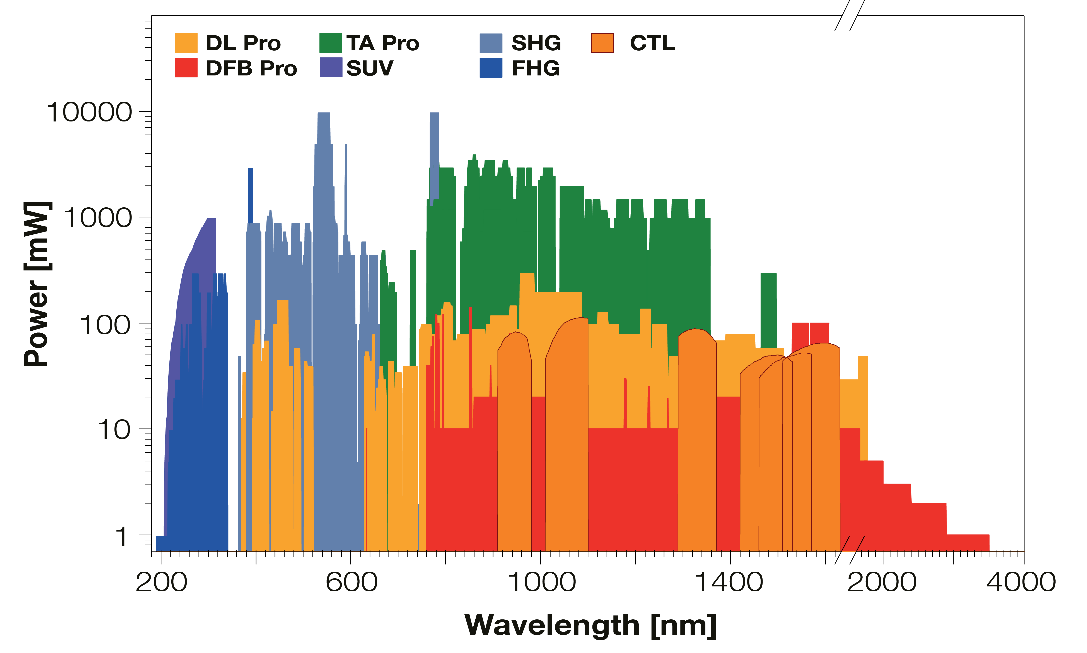 DL Pro TA Pro SHG CTL
DFB Pro SUV FHG
10000
1000
100
10
1
Power [mW]
200 600 1000 1400 2000 4000
Wavelength [nm]